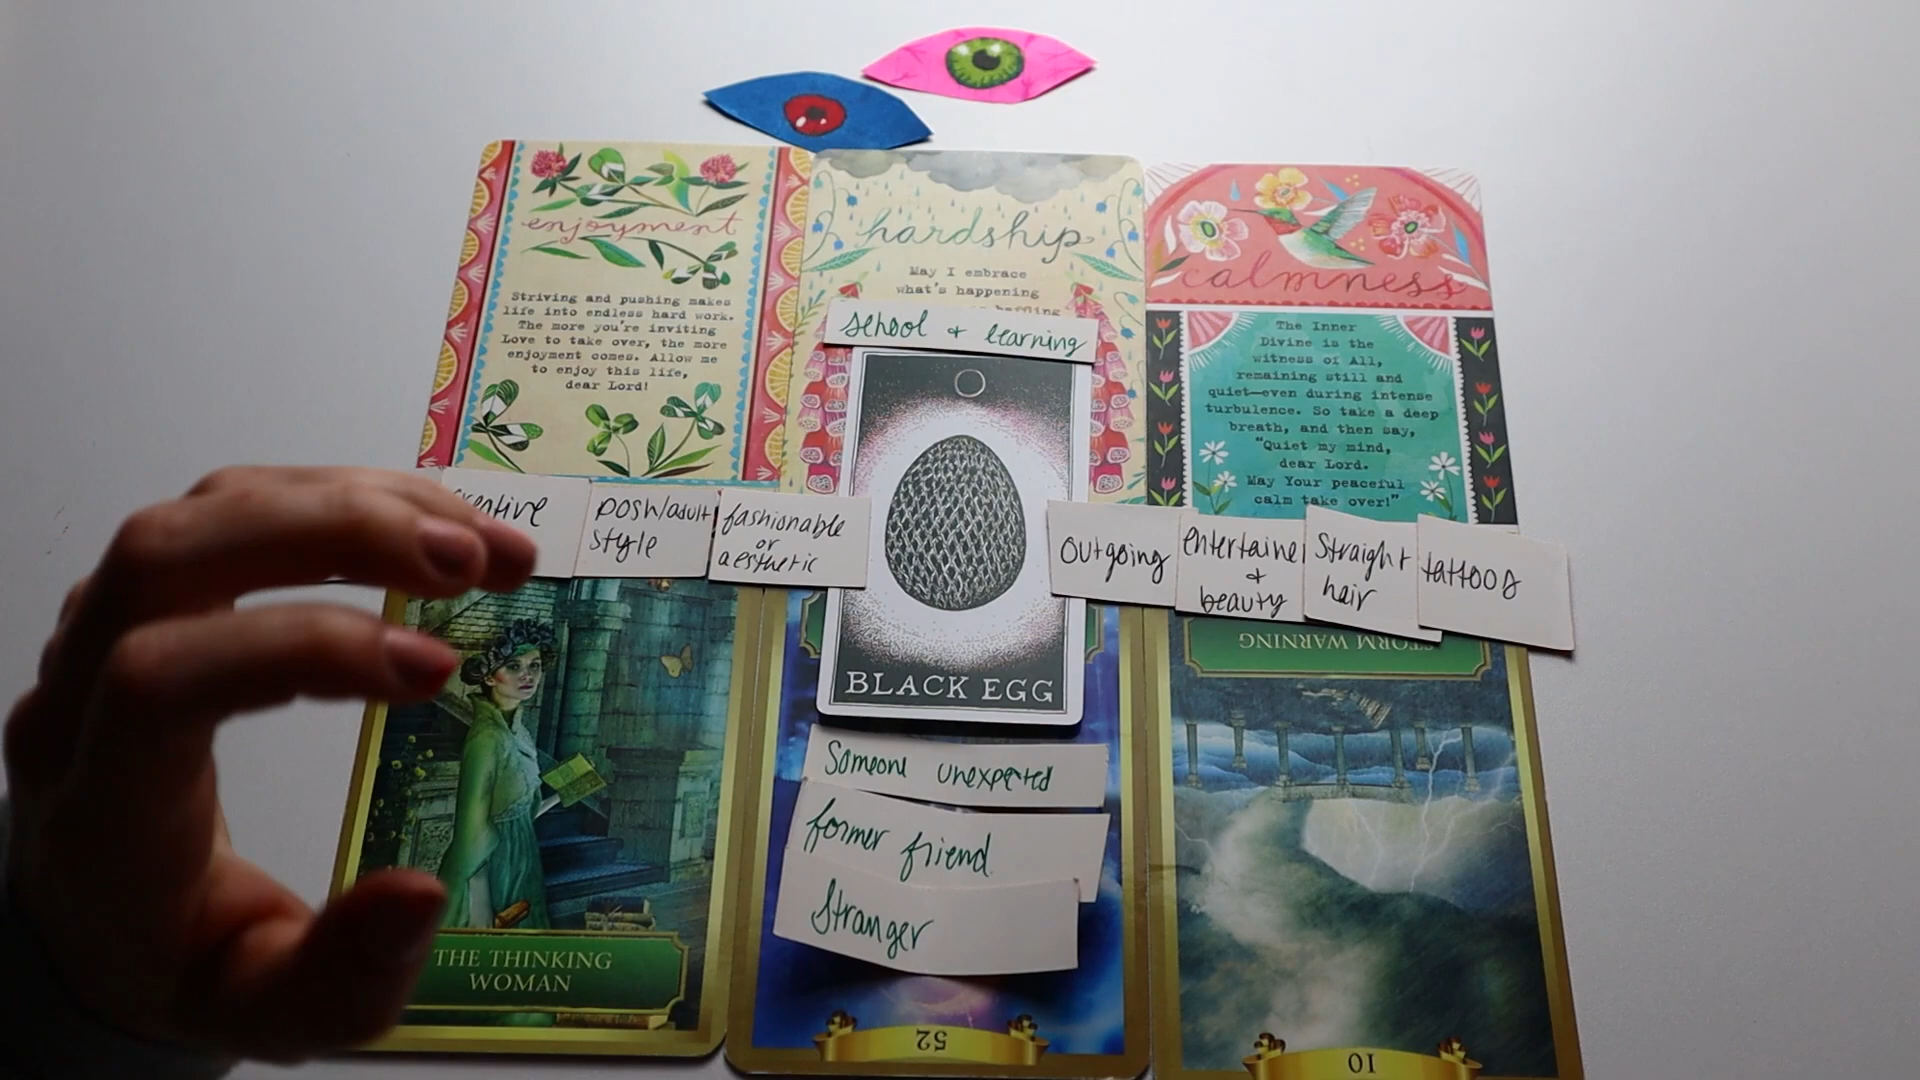 enjoyment
Striving and pushing makes
life into endless hard work.
The more you're inviting
Love to take over, the more
enjoyment comes. Allow me
to enjoy this life,
dear Lord!
hardship
May I embrace
what's happening
school & learning
calmness
The Inner
Divine is the
witness of All,
remaining still and
quiet—even during intense
turbulence. So take a deep
breath, and then say,
"Quiet my mind,
dear Lord.
May Your peaceful
calm take over!"
creative
posh/adult
style
fashionable
or
aesthetic
BLACK EGG
outgoing
entertainer
&
beauty
Straight
hair
tattoos
STORM WARNING
Someone unexpected
former friend
Stranger
THE THINKING
WOMAN
52
10